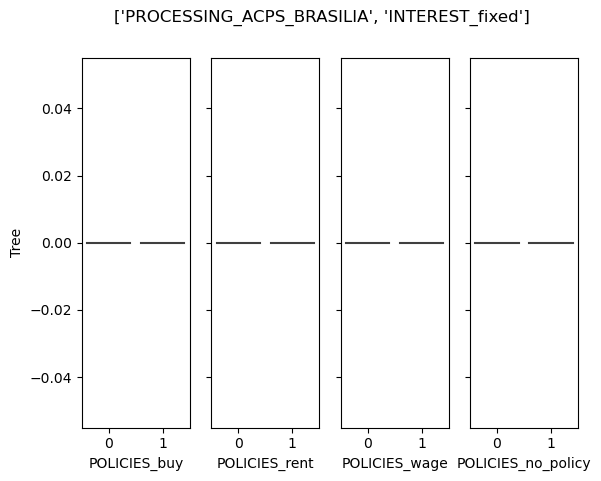 ['PROCESSING_ACPS_BRASILIA', 'INTEREST_fixed']
0.04
0.02
0.00
−0.02
−0.04
Tree
0 1 0 1 0 1 0 1
POLICIES_buy POLICIES_rent POLICIES_wage POLICIES_no_policy